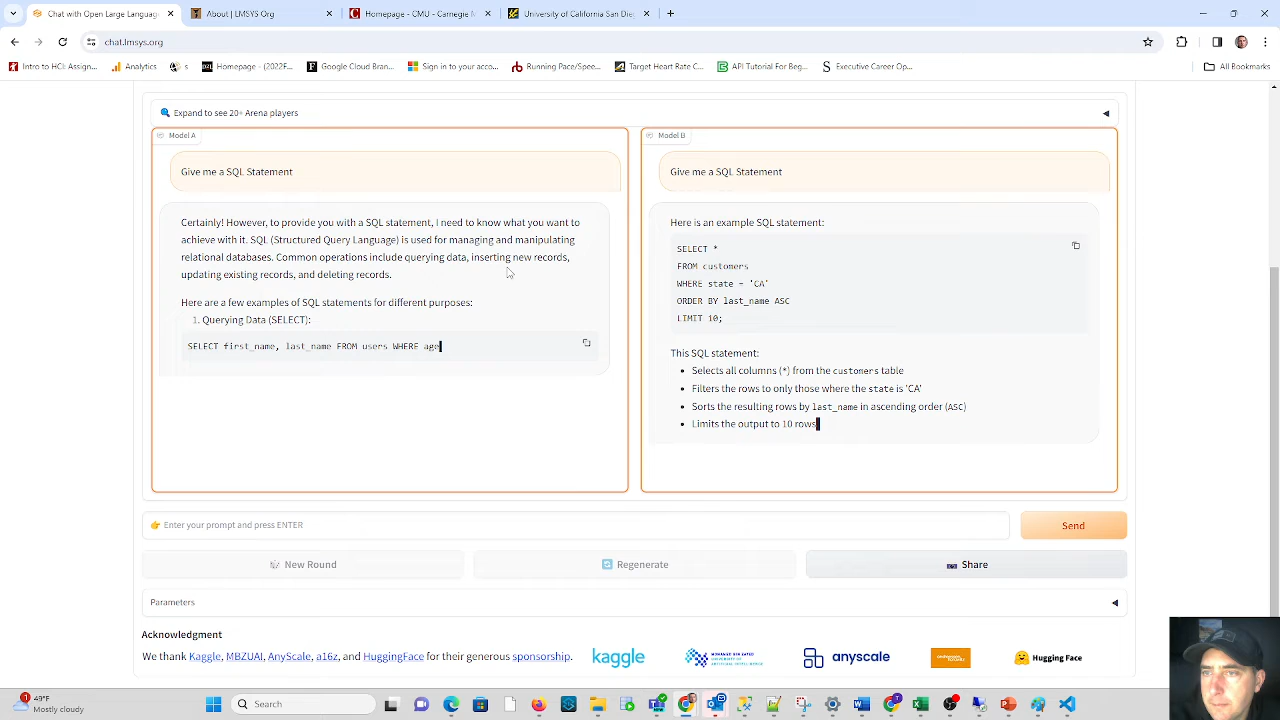 Chat with Open Large Languag
About | LMSYS Org
Homepage - CMU - Carnegie
University of California San Die
chat.lmsys.org
Intro to HCI: Assign...
Analytics
s
Homepage - (2022F...
Google Cloud Bran...
Sign in to your acco...
Running Pace/Spee...
Target Heart Rate C...
API Tutorial For Beg...
Executive Career Op...
All Bookmarks
Expand to see 20+ Arena players
Model A
Give me a SQL Statement
Certainly! However, to provide you with a SQL statement, I need to know what you want to
achieve with it. SQL (Structured Query Language) is used for managing and manipulating
relational databases. Common operations include querying data, inserting new records,
updating existing records, and deleting records.
Here are a few examples of SQL statements for different purposes:
1. Querying Data (SELECT):
SELECT first_name, last_name FROM users WHERE age
Model B
Give me a SQL Statement
Here is an example SQL statement:
SELECT *
FROM customers
WHERE state = 'CA'
ORDER BY last_name ASC
LIMIT 10;
This SQL statement:
• Selects all columns (*) from the customers table
• Filters the rows to only those where the state is 'CA'
• Sorts the resulting rows by last_name in ascending order (ASC)
• Limits the output to 10 rows
Enter your prompt and press ENTER
Send
New Round
Regenerate
Share
Parameters
Acknowledgment
We thank Kaggle, MBZUAI, AnyScale, a16z, and HuggingFace for their generous sponsorship.
kaggle
anyscale
Hugging Face
49°F
Mostly cloudy
Search